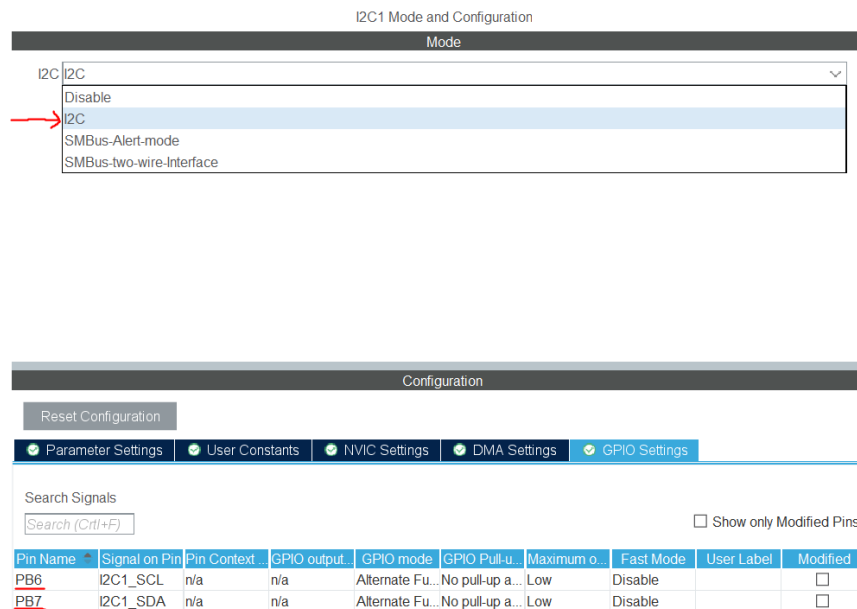 I2C1 Mode and Configuration
Mode
I2C I2C
Disable
I2C
SMBus-Alert-mode
SMBus-two-wire-Interface
Configuration
Reset Configuration
Parameter Settings User Constants NVIC Settings DMA Settings GPIO Settings
Search Signals
Search (CrtI+F) Show only Modified Pins
Pin Name Signal on Pin Pin Context ... GPIO output... GPIO mode GPIO Pull-u... Maximum o... Fast Mode User Label Modified
PB6 I2C1_SCL n/a n/a Alternate Fu... No pull-up a... Low Disable
PB7 I2C1_SDA n/a n/a Alternate Fu... No pull-up a... Low Disable